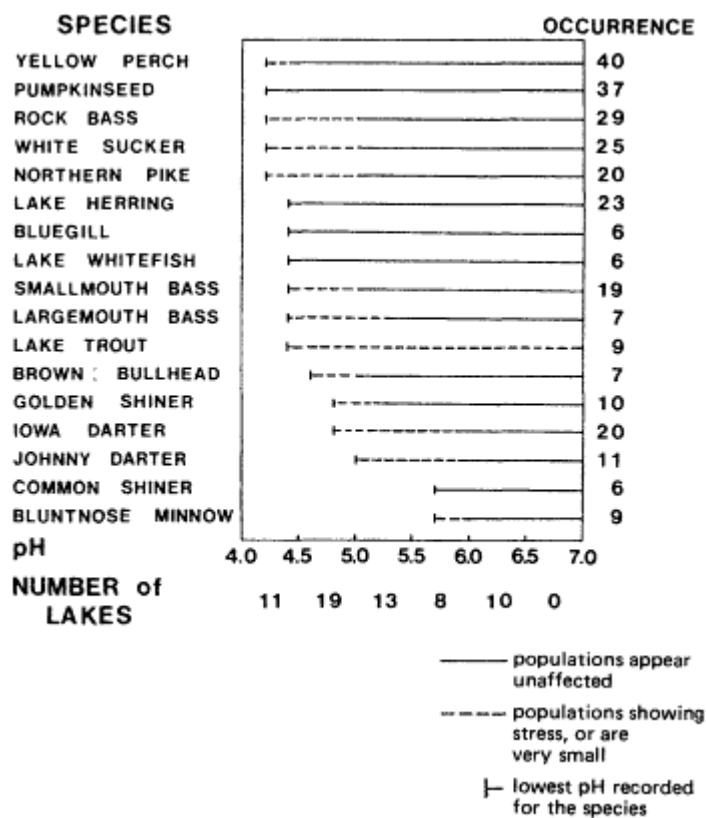 SPECIES OCCURRENCE
YELLOW PERCH 40
PUMPKINSEED 37
ROCK BASS 29
WHITE SUCKER 25
NORTHERN PIKE 20
LAKE HERRING 23
BLUEGILL 6
LAKE WHITEFISH 6
SMALLMOUTH BASS 19
LARGEMOUTH BASS 7
LAKE TROUT 9
BROWN BULLHEAD 7
GOLDEN SHINER 10
IOWA DARTER 20
JOHNNY DARTER 11
COMMON SHINER 6
BLUNTNOSE MINNOW 9
pH 4.0 4.5 5.0 5.5 6.0 6.5 7.0
NUMBER of
LAKES 11 19 13 8 10 0
populations appear
unaffected
populations showing
stress, or are
very small
lowest pH recorded
for the species